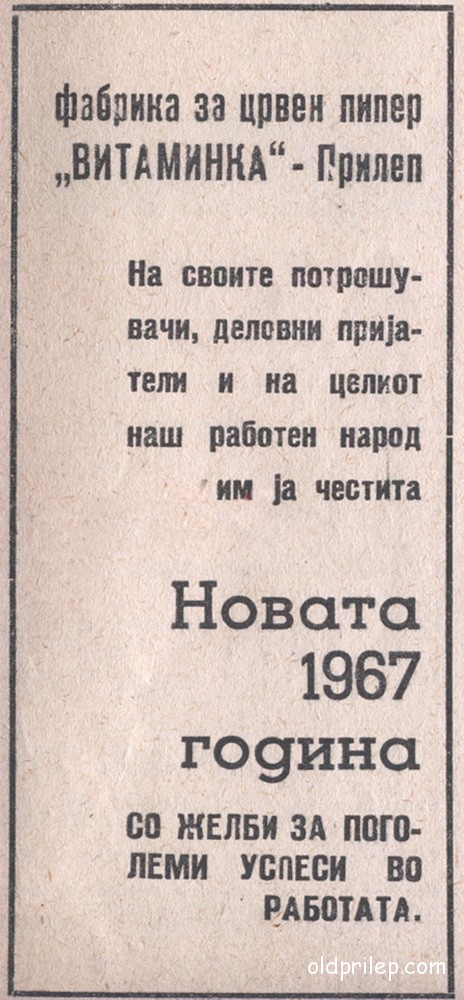 фабрика за црвен пипер
„ВИТАМИНКА“ - Прилеп
На своите потрошу-
вачи, деловни прија-
тели и на целиот
наш работен народ
им ја честита
Новата
1967
година
СО ЖЕЛБИ ЗА ПОГО-
ЛЕМИ УСПЕСИ ВО
РАБОТАТА.
oldprilep.com